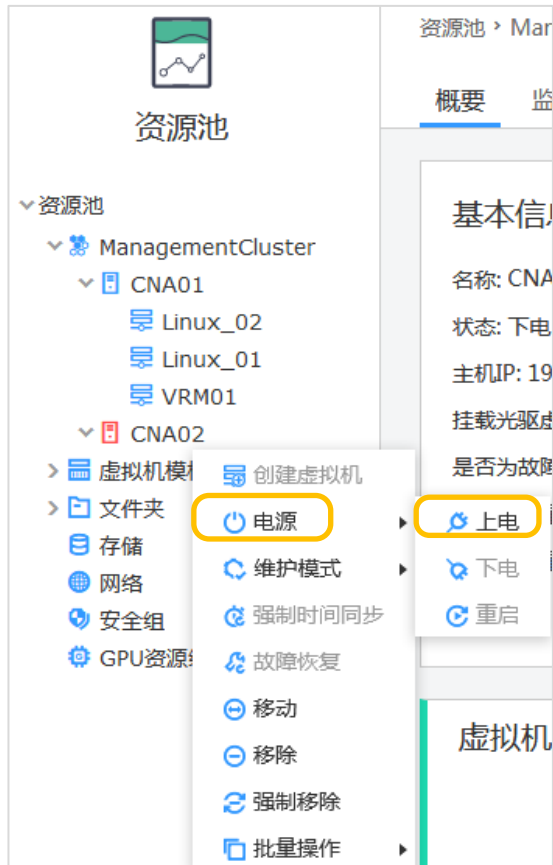 资源池
资源池
ManagementCluster
CNA01
Linux_02
Linux_01
VRM01
CNA02
虚拟机模
文件夹
存储
网络
安全组
GPU资源
创建虚拟机
电源
维护模式
强制时间同步
故障恢复
移动
移除
强制移除
批量操作
上电
下电
重启
资源池 › Mar
概要 监
基本信
名称: CNA
状态: 下电
主机IP: 19
挂载光驱
是否为故障
虚拟机